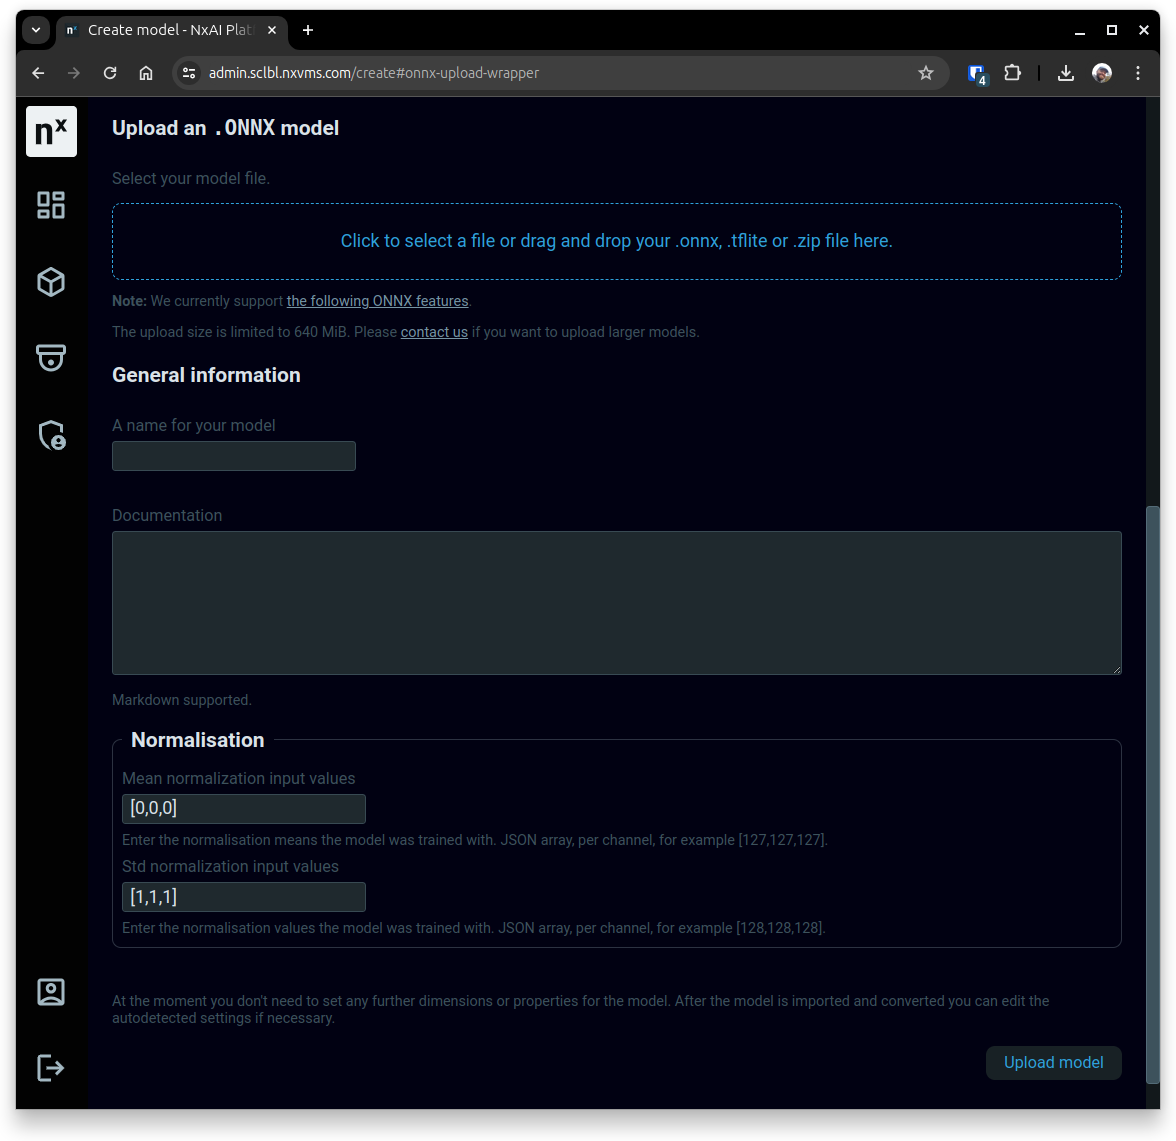 Create model - NxAI Plat
admin.sclbl.nxvms.com/create#onnx-upload-wrapper
4
nx
Upload an .ONNX model
Select your model file.
Click to select a file or drag and drop your .onnx, .tflite or .zip file here.
Note: We currently support the following ONNX features.
The upload size is limited to 640 MiB. Please contact us if you want to upload larger models.
General information
A name for your model
Documentation
Markdown supported.
Normalisation
Mean normalization input values
[0,0,0]
Enter the normalisation means the model was trained with. JSON array, per channel, for example [127,127,127].
Std normalization input values
[1,1,1]
Enter the normalisation values the model was trained with. JSON array, per channel, for example [128,128,128].
At the moment you don't need to set any further dimensions or properties for the model. After the model is imported and converted you can edit the
autodetected settings if necessary.
Upload model